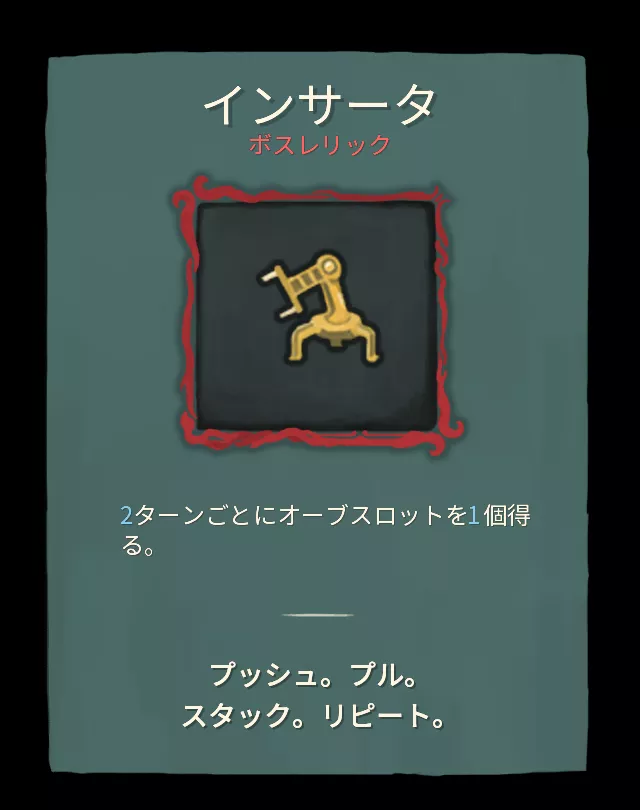 インサータ
ボスレリック
2ターンごとにオーブスロットを1個得
る。
プッシュ。プル。
スタック。リピート。